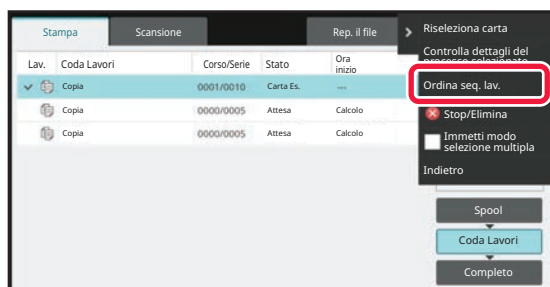 Stampa Scansione Rep. il file
Riseleziona carta
Controlla dettagli del
processo selezionato
Ordina seq. lav.
Stop/Elimina
Immetti modo
selezione multipla
Indietro
Lav. Coda Lavori Corso/Serie Stato Ora
inizio
Copia 0001/0010 Carta Es. ---
Copia 0000/0005 Attesa Calcolo
Copia 0000/0005 Attesa Calcolo
Spool
Coda Lavori
Completo